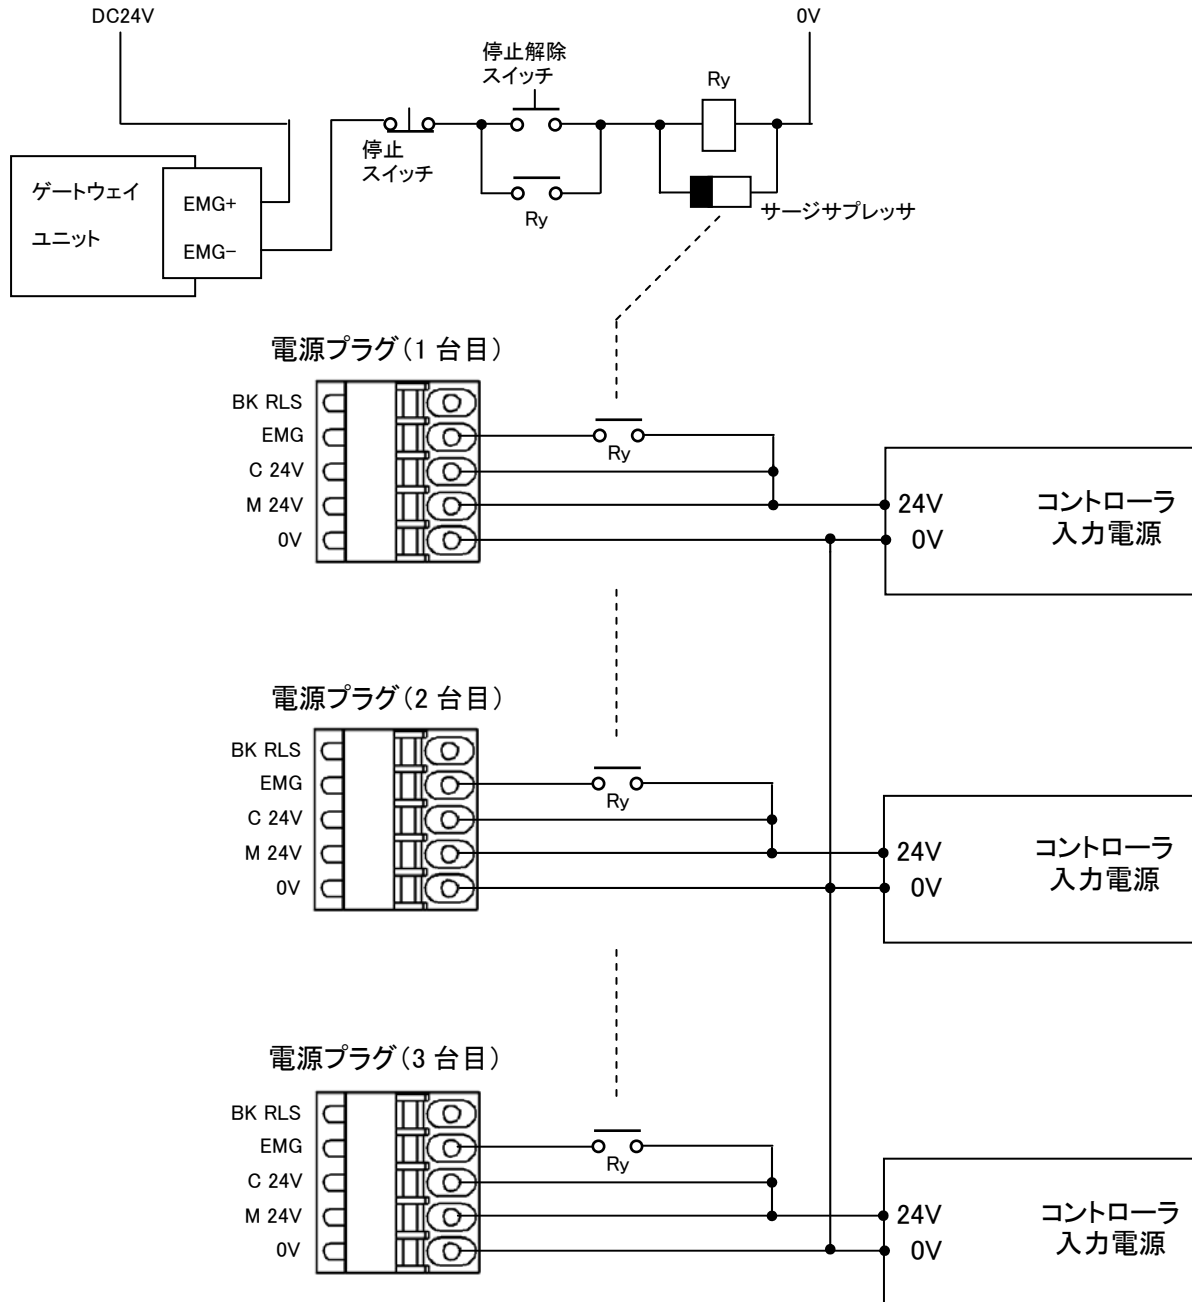 DC24V
0V
停止解除
スイッチ
Ry
停止
スイッチ
Ry
サージサプレッサ
ゲートウェイ
ユニット
EMG+
EMG−
電源プラグ(1 台目)
BK RLS
EMG
C 24V
M 24V
0V
Ry
24V
0V
コントローラ
入力電源
電源プラグ(2 台目)
BK RLS
EMG
C 24V
M 24V
0V
Ry
24V
0V
コントローラ
入力電源
電源プラグ(3 台目)
BK RLS
EMG
C 24V
M 24V
0V
Ry
24V
0V
コントローラ
入力電源